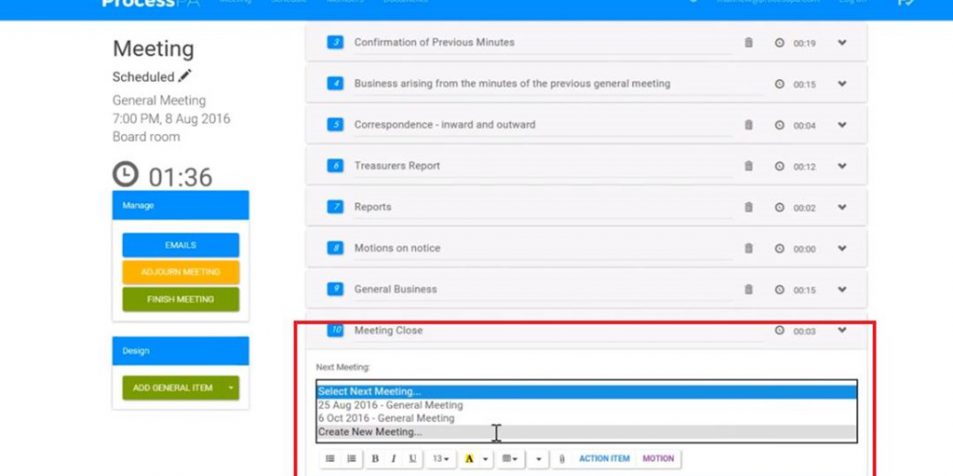 ProcessPA Meeting Schedule Members Documents
Meeting
Scheduled
General Meeting
7:00 PM, 8 Aug 2016
Board room
01:36
Manage
EMAILS
ADJOURN MEETING
FINISH MEETING
Design
ADD GENERAL ITEM
3 Confirmation of Previous Minutes 00:19
4 Business arising from the minutes of the previous general meeting 00:15
5 Correspondence - inward and outward 00:04
6 Treasurers Report 00:12
7 Reports 00:02
8 Motions on notice 00:00
9 General Business 00:15
10 Meeting Close 00:03
Next Meeting:
Select Next Meeting...
25 Aug 2016 - General Meeting
6 Oct 2016 - General Meeting
Create New Meeting...
B I U 13 A ACTION ITEM MOTION